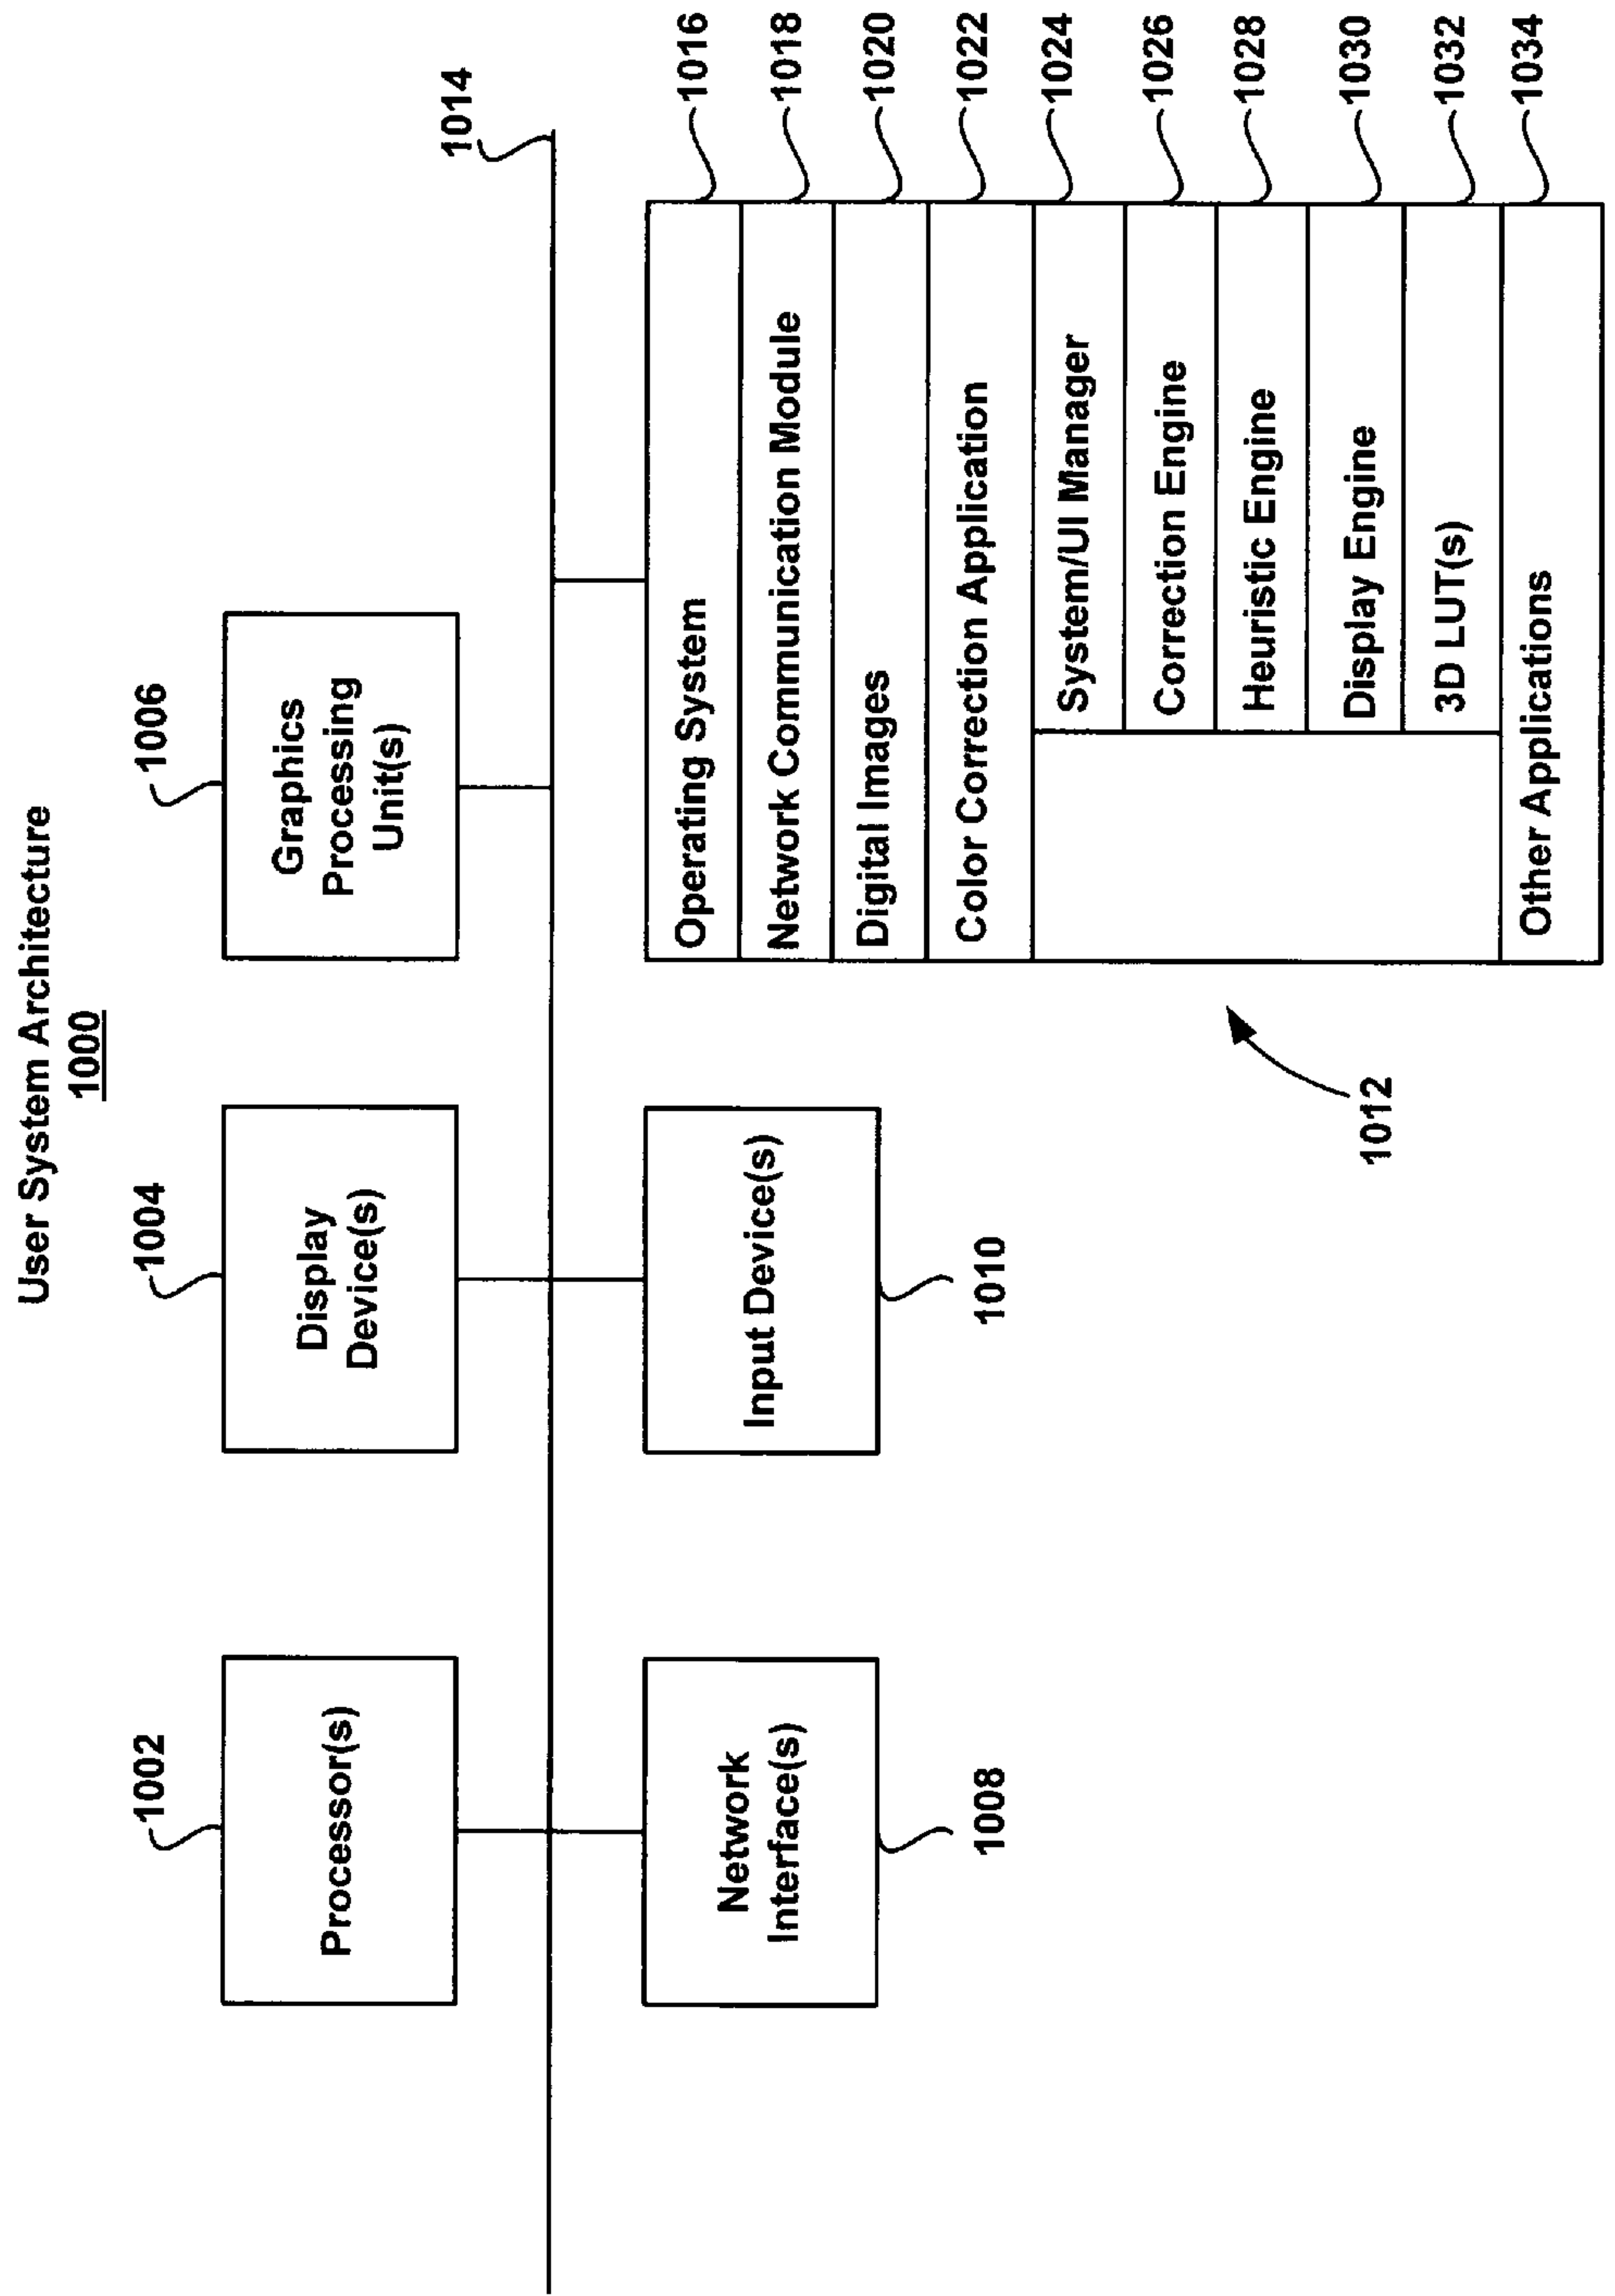 User System Architecture
1000
1002
Processor(s)
1004
Display
Device(s)
1006
Graphics
Processing
Unit(s)
1014
Network
Interface(s)
1008
Input Device(s)
1010
1012
Operating System
1016
Network Communication Module
1018
Digital Images
1020
Color Correction Application
1022
System/UI Manager
1024
Correction Engine
1026
Heuristic Engine
1028
Display Engine
1030
3D LUT(s)
1032
Other Applications
1034